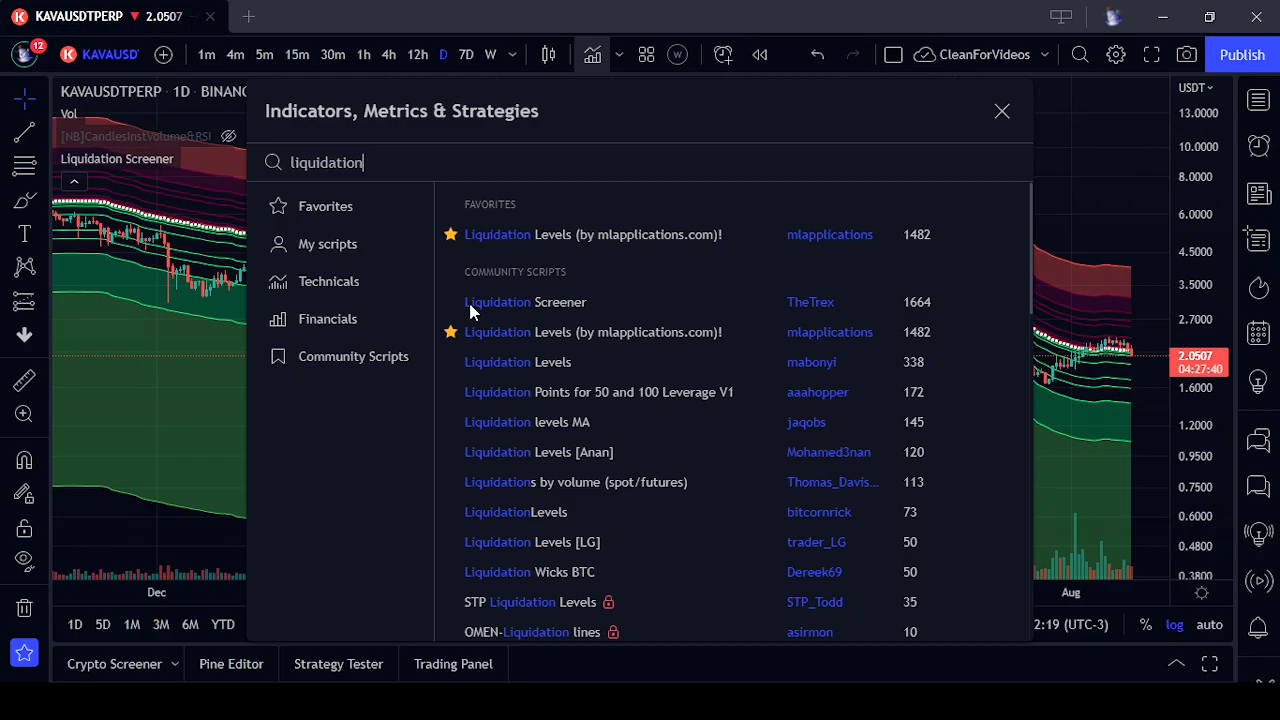 KAVAUSDTPERP ▼ 2.0507
12 KAVAUSD 1m 4m 5m 15m 30m 1h 4h 12h D 7D W CleanForVideos Publish
KAVAUSDTPERP · 1D · BINANC
Vol
[NB]CandlesInstVolume&RSI
Liquidation Screener
Indicators, Metrics & Strategies
liquidation
Favorites
My scripts
Technicals
Financials
Community Scripts
FAVORITES
Liquidation Levels (by mlapplications.com)! mlapplications 1482
COMMUNITY SCRIPTS
Liquidation Screener TheTrex 1664
Liquidation Levels (by mlapplications.com)! mlapplications 1482
Liquidation Levels mabonyi 338
Liquidation Points for 50 and 100 Leverage V1 aaahopper 172
Liquidation levels MA jaqobs 145
Liquidation Levels [Anan] Mohamed3nan 120
Liquidations by volume (spot/futures) Thomas_Davis... 113
LiquidationLevels bitcornrick 73
Liquidation Levels [LG] trader_LG 50
Liquidation Wicks BTC Dereek69 50
STP Liquidation Levels STP_Todd 35
OMEN-Liquidation lines asirmon 10
USDT
13.0000
10.0000
8.0000
6.0000
4.5000
3.6000
2.7000
2.0507
04:27:40
1.6000
1.2000
0.9500
0.7500
0.6000
0.4800
0.3800
Dec
Aug
1D 5D 1M 3M 6M YTD
2:19 (UTC-3) % log auto
Crypto Screener Pine Editor Strategy Tester Trading Panel